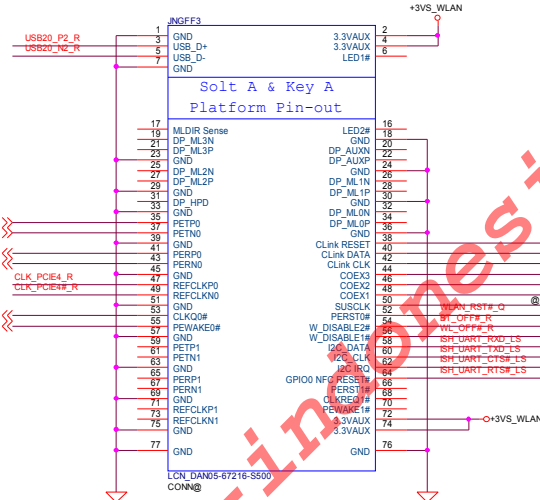 +3VS_WLAN
JNGFF3
USB20_P2_R
USB20_N2_R
1 GND
3 USB_D+
5 USB_D-
7 GND
3.3VAUX 2
3.3VAUX 4
LED1# 6
Solt A & Key A
Platform Pin-out
17 MLDIR Sense
19 DP_ML3N
21 DP_ML3P
23 GND
25 DP_ML2N
27 DP_ML2P
29 GND
31 DP_HPD
33 GND
35 PETP0
37 PETN0
39 GND
41 PERP0
43 PERN0
45 GND
CLK_PCIE4_R 47 REFCLKP0
CLK_PCIE4#_R 49 REFCLKN0
51 GND
53 CLKQ0#
55 PEWAKE0#
57 GND
59 PETP1
61 PETN1
63 GND
65 PERP1
67 PERN1
69 GND
71 REFCLKP1
73 REFCLKN1
75 GND
77 GND
LED2# 16
GND 18
DP_AUXN 20
DP_AUXP 22
GND 24
DP_ML1N 26
DP_ML1P 28
GND 30
DP_ML0N 32
DP_ML0P 34
GND 36
CLink RESET 38
CLink DATA 40
CLink CLK 42
COEX3 44
COEX2 46
COEX1 48
SUSCLK 50
@
PERST0# 52 WLAN_RST#_Q
W_DISABLE2# 54 BT_OFF#_R
W_DISABLE1# 56 WL_OFF#_R
I2C_DATA 58 ISH_UART_RXD_LS
I2C_CLK 60 ISH_UART_TXD_LS
I2C IRQ 62 ISH_UART_CTS#_LS
GPIO0 NFC RESET# 64 ISH_UART_RTS#_LS
PERST1# 66
CLKREQ1# 68
PEWAKE1# 70
3.3VAUX 72
3.3VAUX 74
+3VS_WLAN
GND 76
LCN_DAN05-67216-S500
CONN@
indones